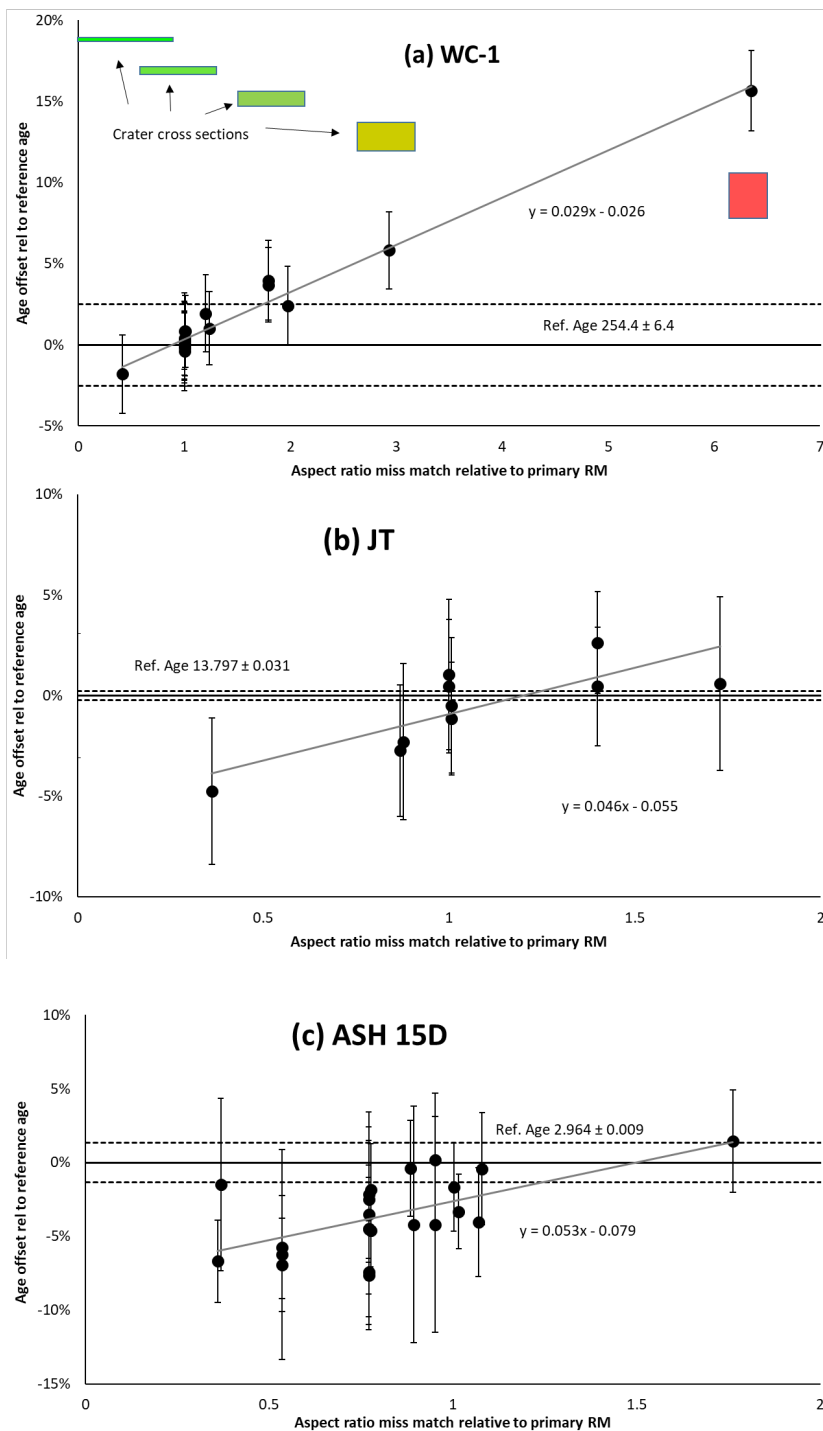 (a) WC-1
20%
15%
10%
5%
0%
-5%
Age offset rel to reference age
Crater cross sections
y = 0.029x - 0.026
Ref. Age 254.4 ± 6.4
0 1 2 3 4 5 6 7
Aspect ratio miss match relative to primary RM
(b) JT
10%
5%
0%
-5%
-10%
Age offset rel to reference age
Ref. Age 13.797 ± 0.031
y = 0.046x - 0.055
0 0.5 1 1.5 2
Aspect ratio miss match relative to primary RM
(c) ASH 15D
10%
5%
0%
-5%
-10%
-15%
Age offset rel to reference age
Ref. Age 2.964 ± 0.009
y = 0.053x - 0.079
0 0.5 1 1.5 2
Aspect ratio miss match relative to primary RM